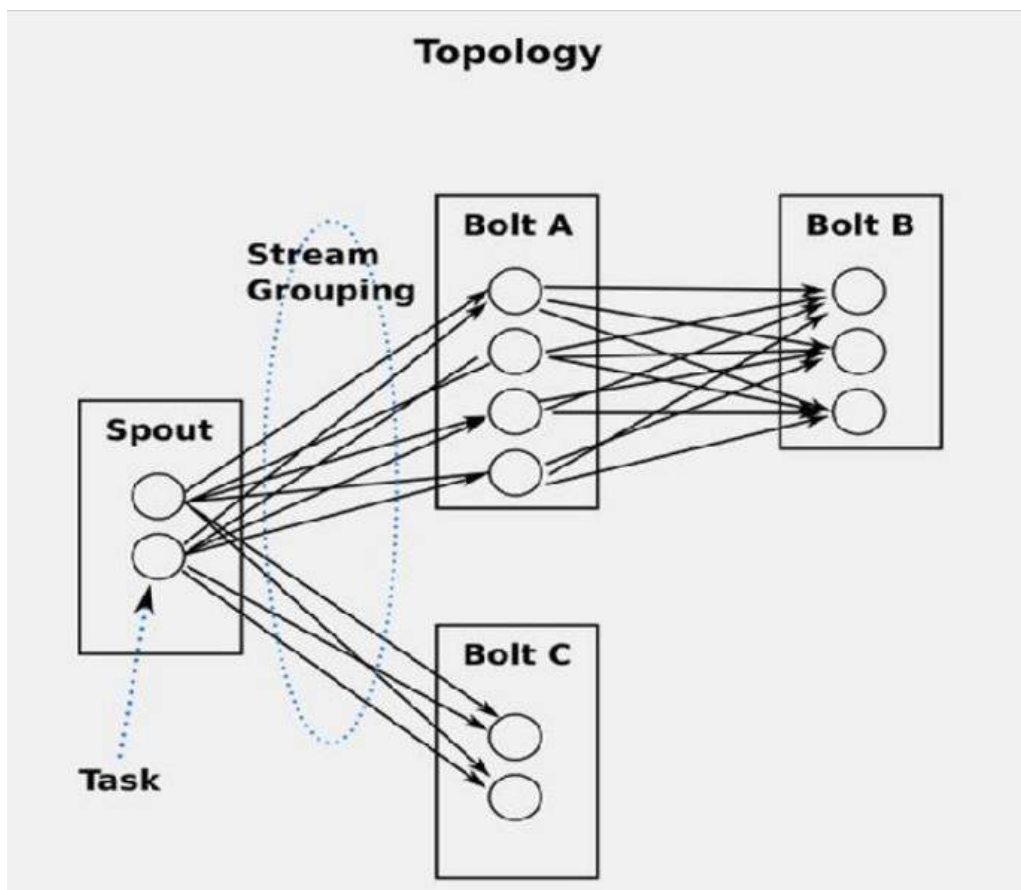 Topology
Stream
Grouping
Bolt A
Bolt B
Spout
Bolt C
Task